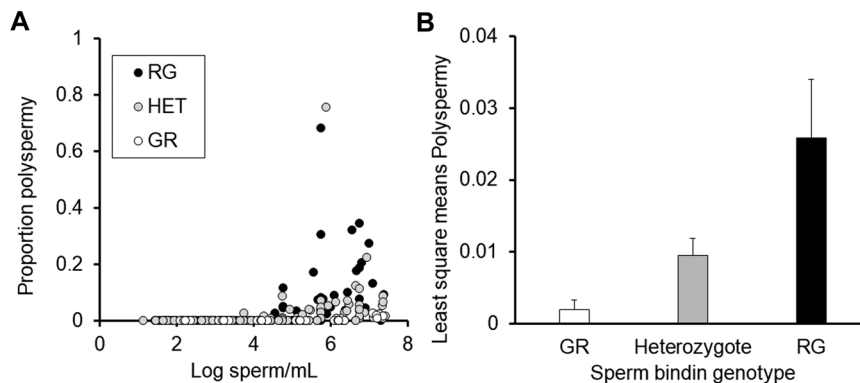 A
Proportion polyspermy
1
0.8
0.6
0.4
0.2
0
RG
HET
GR
2
4
6
8
Log sperm/mL
B
Least square means Polyspermy
0.04
0.03
0.02
0.01
0
GR
Heterozygote
RG
Sperm bindin genotype